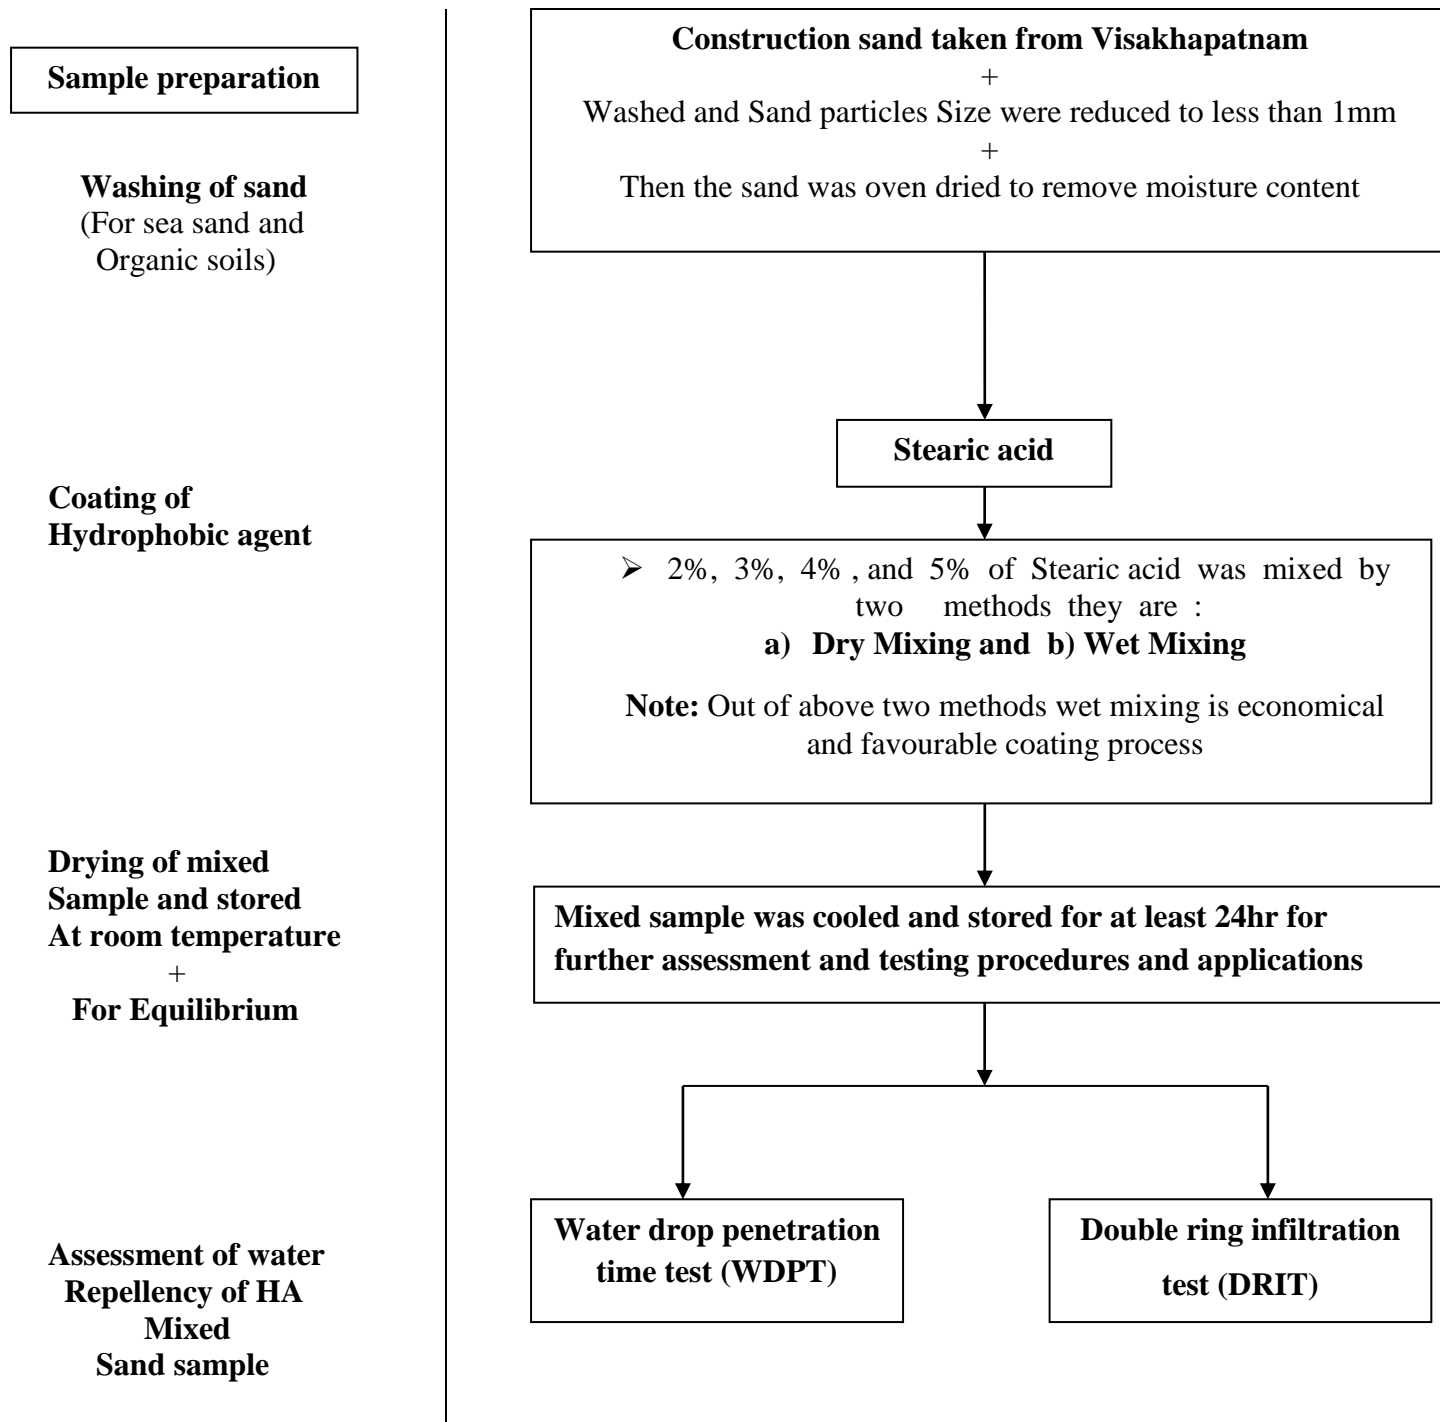 Sample preparation
Washing of sand
(For sea sand and
Organic soils)
Coating of
Hydrophobic agent
Drying of mixed
Sample and stored
At room temperature
+
For Equilibrium
Assessment of water
Repellency of HA
Mixed
Sand sample
Construction sand taken from Visakhapatnam
+
Washed and Sand particles Size were reduced to less than 1mm
+
Then the sand was oven dried to remove moisture content
Stearic acid
➢ 2%, 3%, 4% , and 5% of Stearic acid was mixed by
two methods they are :
a) Dry Mixing and b) Wet Mixing
Note: Out of above two methods wet mixing is economical
and favourable coating process
Mixed sample was cooled and stored for at least 24hr for
further assessment and testing procedures and applications
Water drop penetration
time test (WDPT)
Double ring infiltration
test (DRIT)